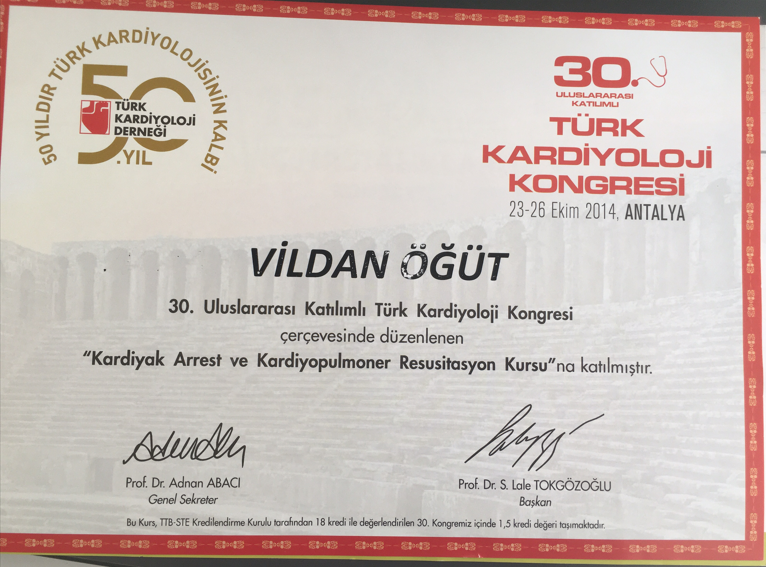 50 YILDIR TÜRK KARDİYOLOJİSİNİN KALBİ
50
TÜRK
KARDİYOLOJİ
DERNEĞİ
.YIL
30.
ULUSLARARASI
KATILIMLI
TÜRK
KARDİYOLOJİ
KONGRESİ
23-26 Ekim 2014, ANTALYA
VİLDAN ÖĞÜT
30. Uluslararası Katılımlı Türk Kardiyoloji Kongresi
çerçevesinde düzenlenen
“Kardiyak Arrest ve Kardiyopulmoner Resusitasyon Kursu”na katılmıştır.
Prof. Dr. Adnan ABACI
Genel Sekreter
Prof. Dr. S. Lale TOKGÖZOĞLU
Başkan
Bu Kurs, TTB-STE Kredilendirme Kurulu tarafından 18 kredi ile değerlendirilen 30. Kongremiz içinde 1,5 kredi değeri taşımaktadır.